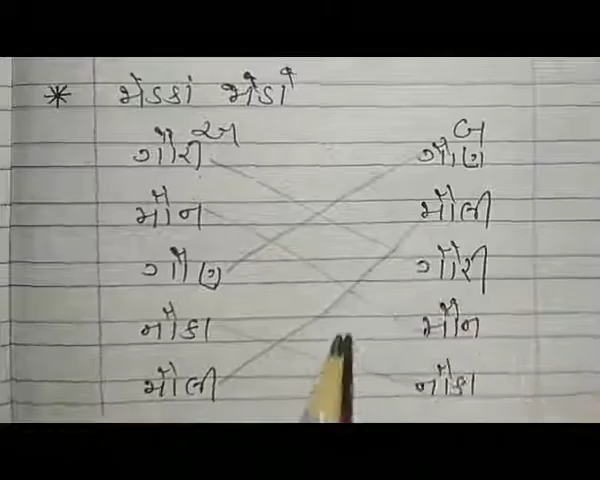 * જોડકાં જોડો
અ બ
ગૌરી ગૌણ
મૌન મૌલી
ગૌણ ગૌરી
નૌકા મૌન
મૌલી નૌકા